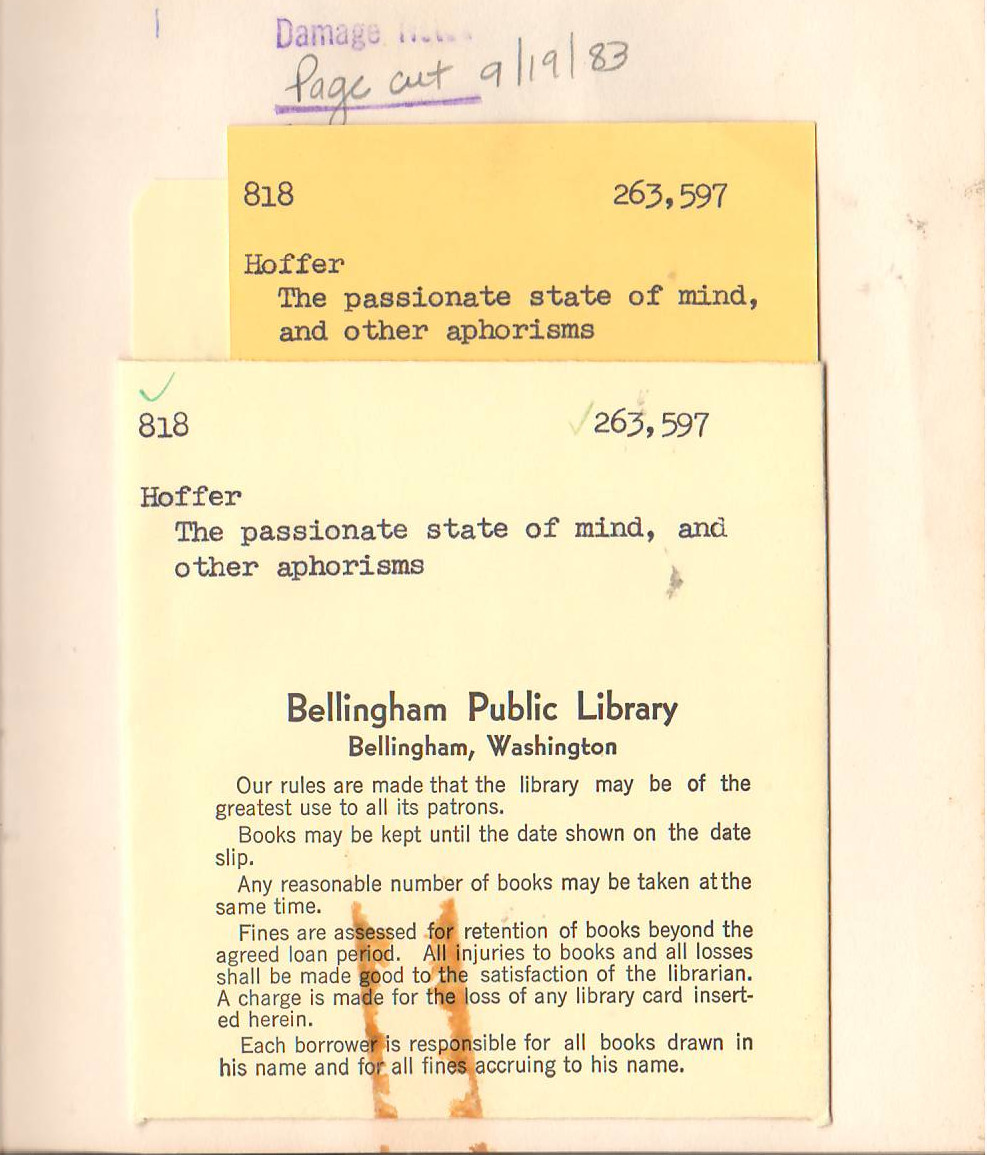 Damage
Page cut 9/19/83
818 263,597
Hoffer
The passionate state of mind,
and other aphorisms
818 263,597
Hoffer
The passionate state of mind, and
other aphorisms
Bellingham Public Library
Bellingham, Washington
Our rules are made that the library may be of the
greatest use to all its patrons.
Books may be kept until the date shown on the date
slip.
Any reasonable number of books may be taken at the
same time.
Fines are assessed for retention of books beyond the
agreed loan period. All injuries to books and all losses
shall be made good to the satisfaction of the librarian.
A charge is made for the loss of any library card insert-
ed herein.
Each borrower is responsible for all books drawn in
his name and for all fines accruing to his name.